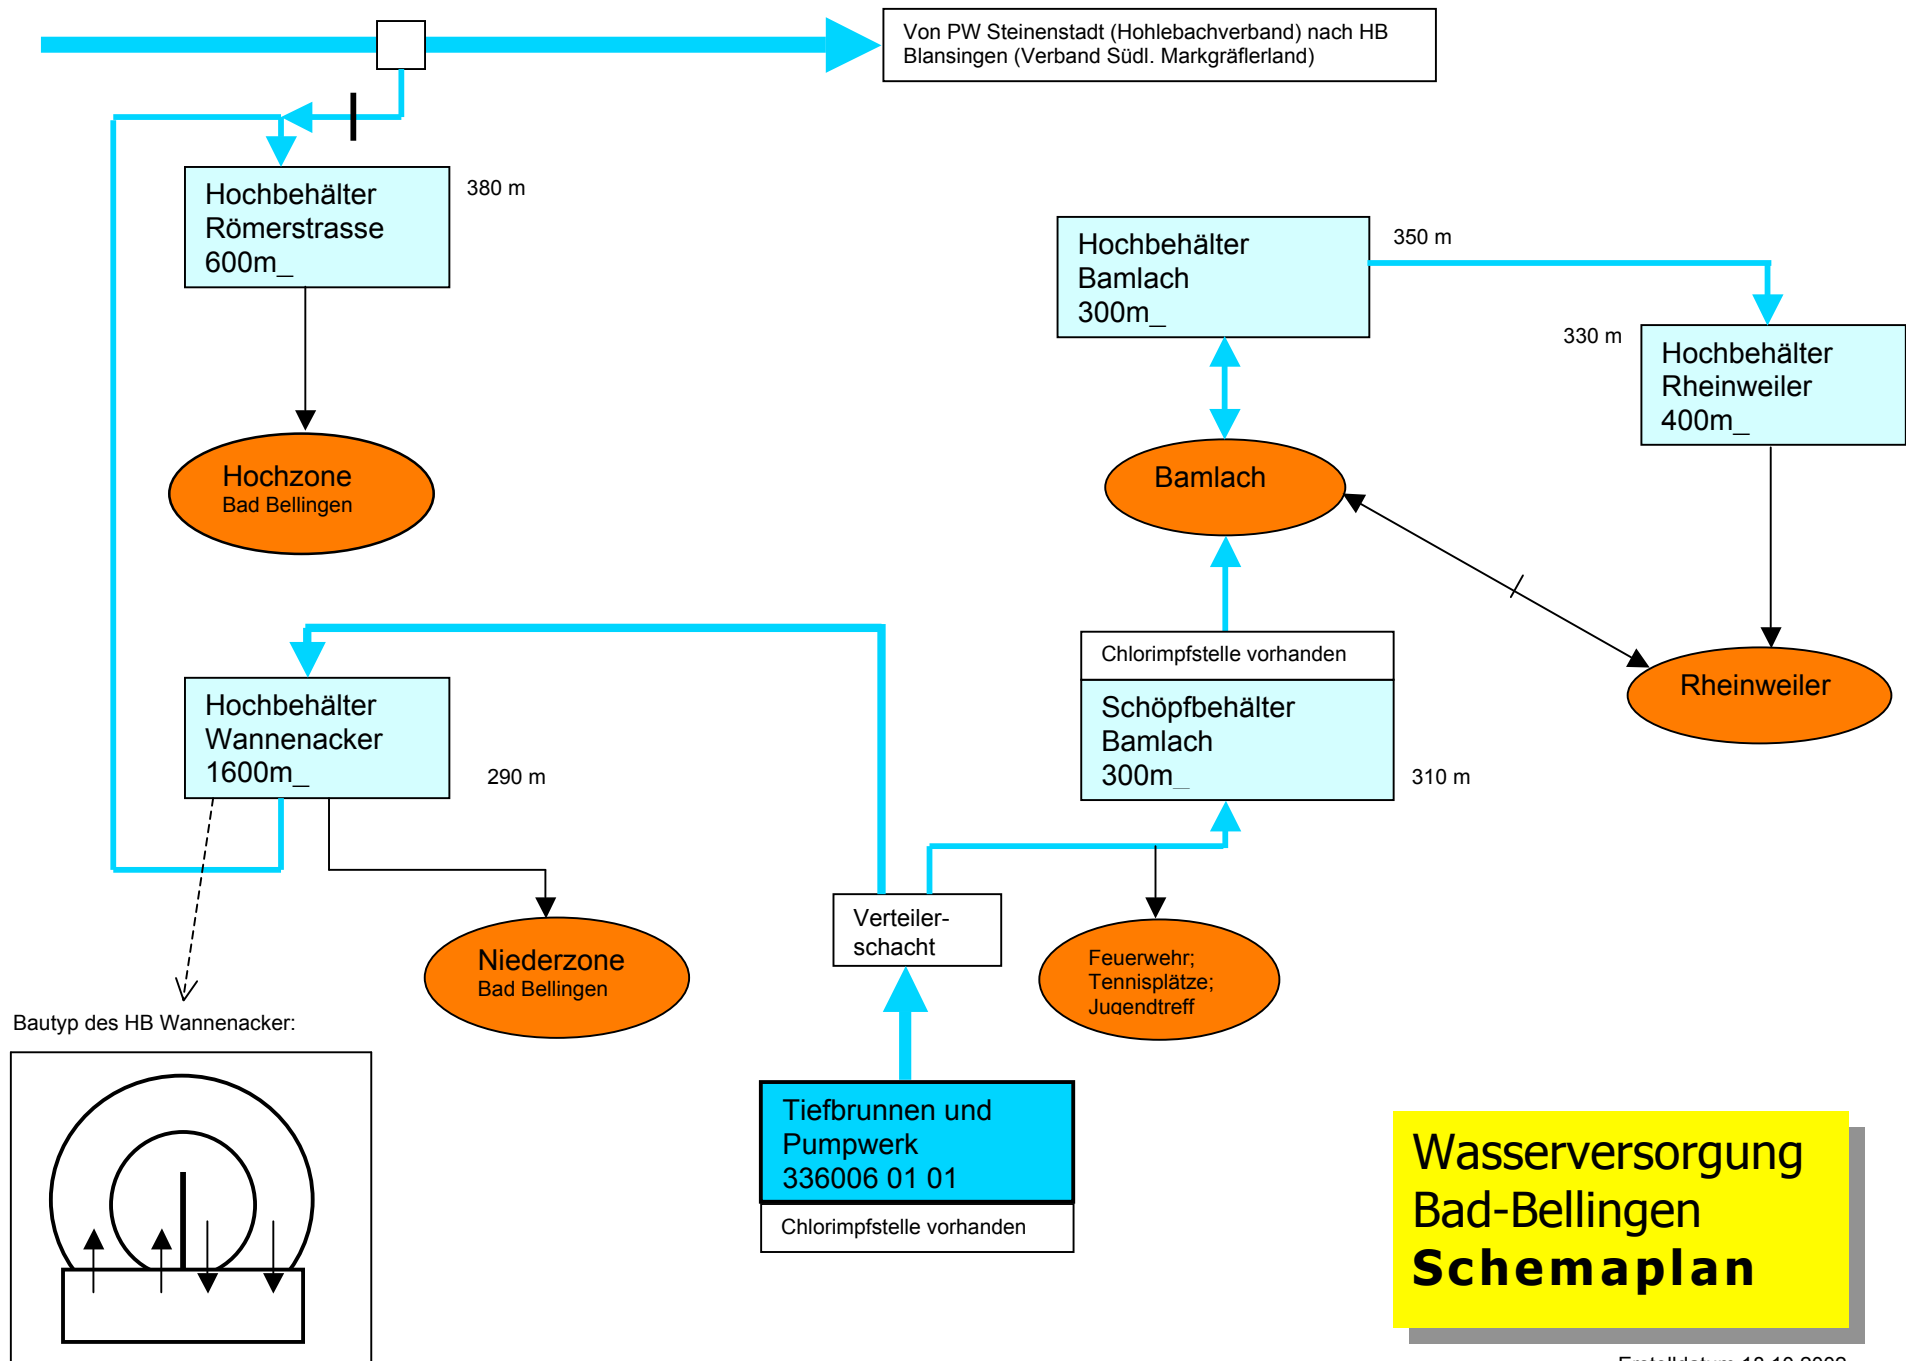 Von PW Steinenstadt (Hohlebachverband) nach HB
Blansingen (Verband Südl. Markgräflerland)
Hochbehälter
Römerstrasse
600m_
380 m
Hochbehälter
Bamlach
300m_
350 m
330 m
Hochbehälter
Rheinweiler
400m_
Hochzone
Bad Bellingen
Bamlach
Chlorimpfstelle vorhanden
Schöpfbehälter
Bamlach
300m_
310 m
Rheinweiler
Hochbehälter
Wannenacker
1600m_
290 m
Verteiler-
schacht
Niederzone
Bad Bellingen
Feuerwehr;
Tennisplätze;
Jugendtreff
Bautyp des HB Wannenacker:
Tiefbrunnen und
Pumpwerk
336006 01 01
Chlorimpfstelle vorhanden
Wasserversorgung
Bad-Bellingen
Schemaplan
Erstelldatum